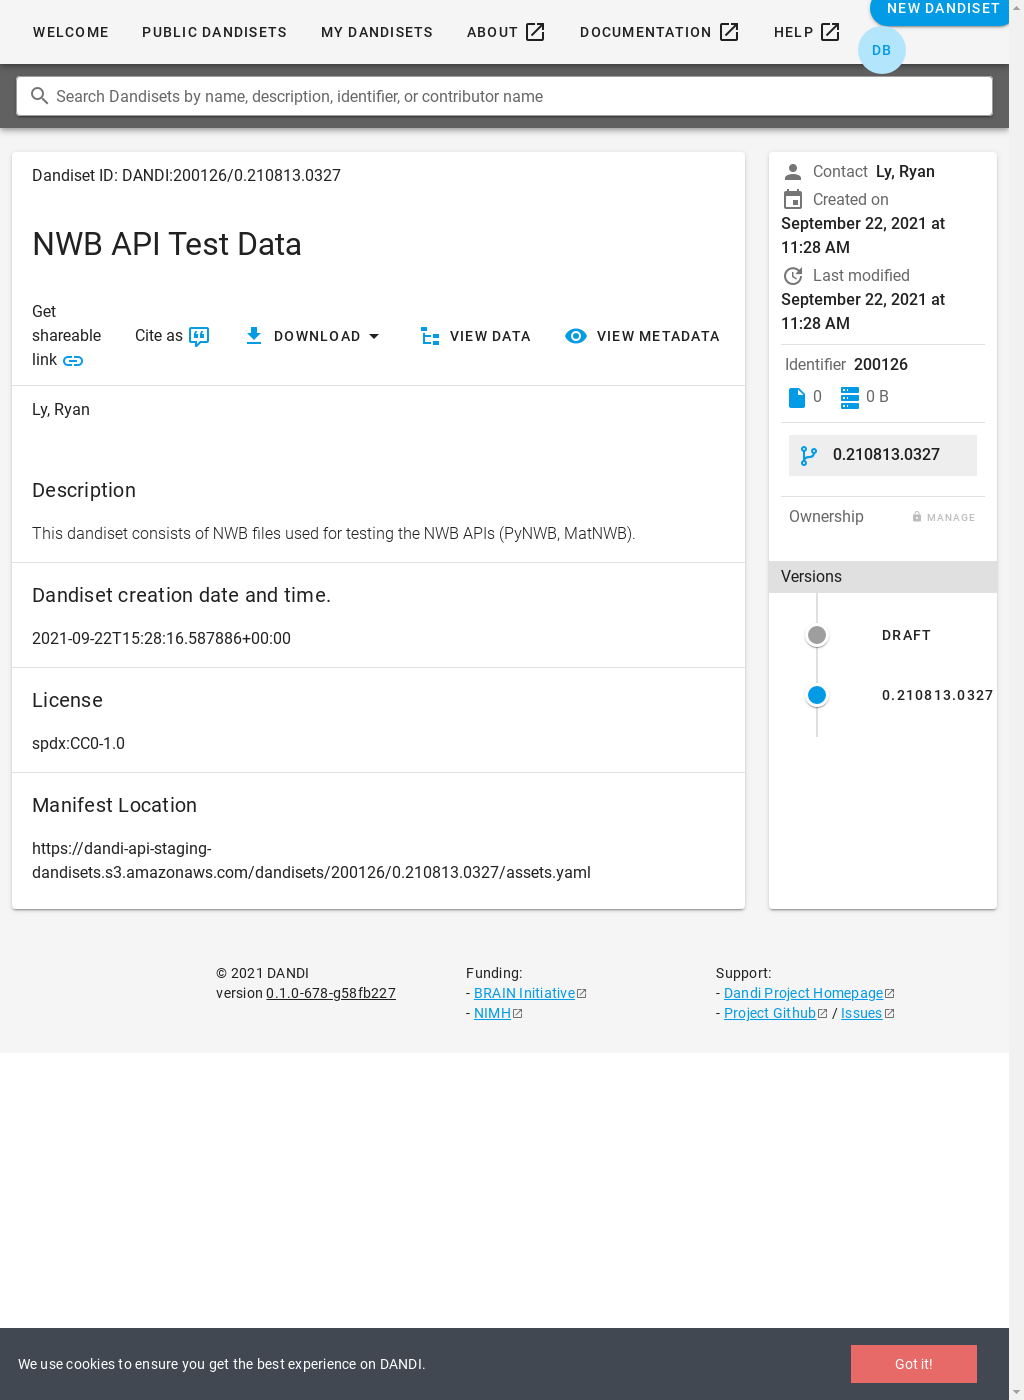 WELCOME PUBLIC DANDISETS MY DANDISETS ABOUT DOCUMENTATION HELP NEW DANDISET
DB
Search Dandisets by name, description, identifier, or contributor name
Dandiset ID: DANDI:200126/0.210813.0327
NWB API Test Data
Get
shareable
link
Cite as
DOWNLOAD
VIEW DATA
VIEW METADATA
Ly, Ryan
Description
This dandiset consists of NWB files used for testing the NWB APIs (PyNWB, MatNWB).
Dandiset creation date and time.
2021-09-22T15:28:16.587886+00:00
License
spdx:CC0-1.0
Manifest Location
https://dandi-api-staging-
dandisets.s3.amazonaws.com/dandisets/200126/0.210813.0327/assets.yaml
Contact Ly, Ryan
Created on
September 22, 2021 at
11:28 AM
Last modified
September 22, 2021 at
11:28 AM
Identifier 200126
0 0 B
0.210813.0327
Ownership MANAGE
Versions
DRAFT
0.210813.0327
© 2021 DANDI
version 0.1.0-678-g58fb227
Funding:
- BRAIN Initiative
- NIMH
Support:
- Dandi Project Homepage
- Project Github / Issues
We use cookies to ensure you get the best experience on DANDI.
Got it!